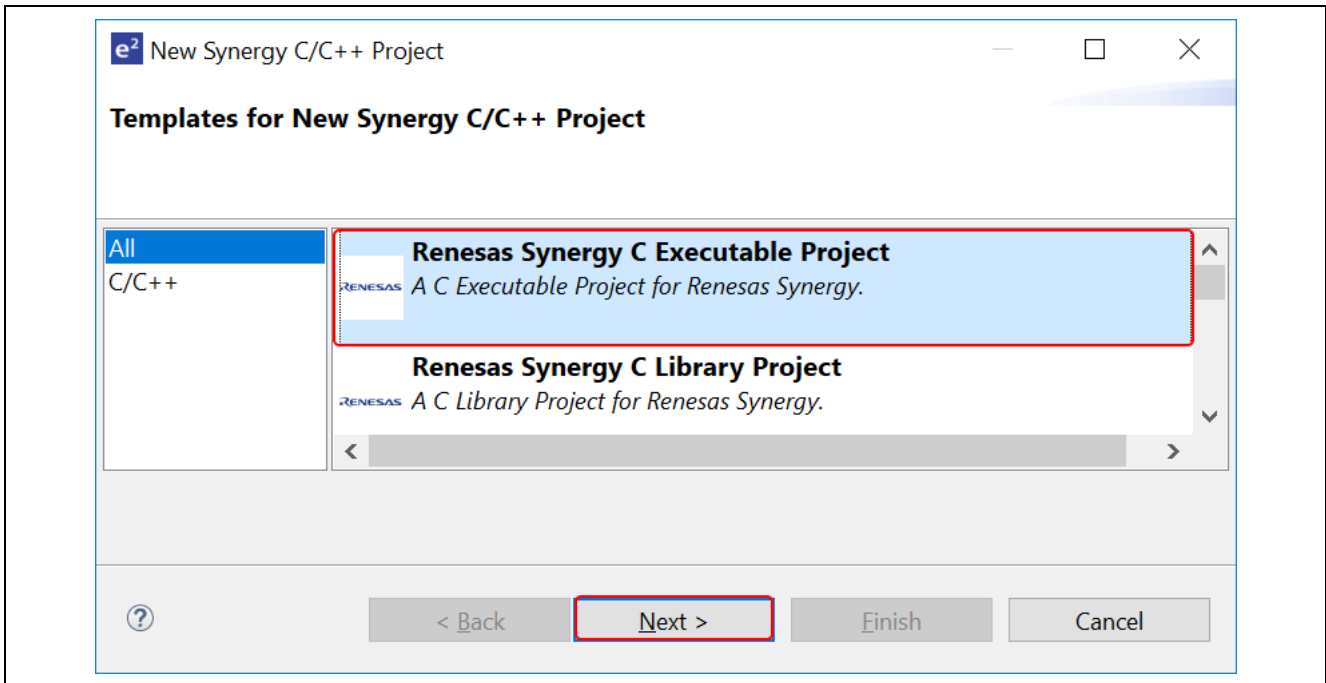 e² New Synergy C/C++ Project
Templates for New Synergy C/C++ Project
All
C/C++
Renesas Synergy C Executable Project
RENESAS A C Executable Project for Renesas Synergy.
Renesas Synergy C Library Project
RENESAS A C Library Project for Renesas Synergy.
? < Back Next > Finish Cancel